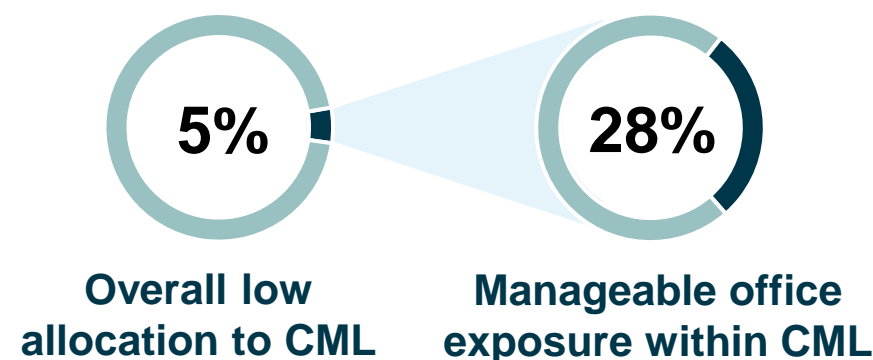 5%
28%
Overall low
allocation to CML
Manageable office
exposure within CML